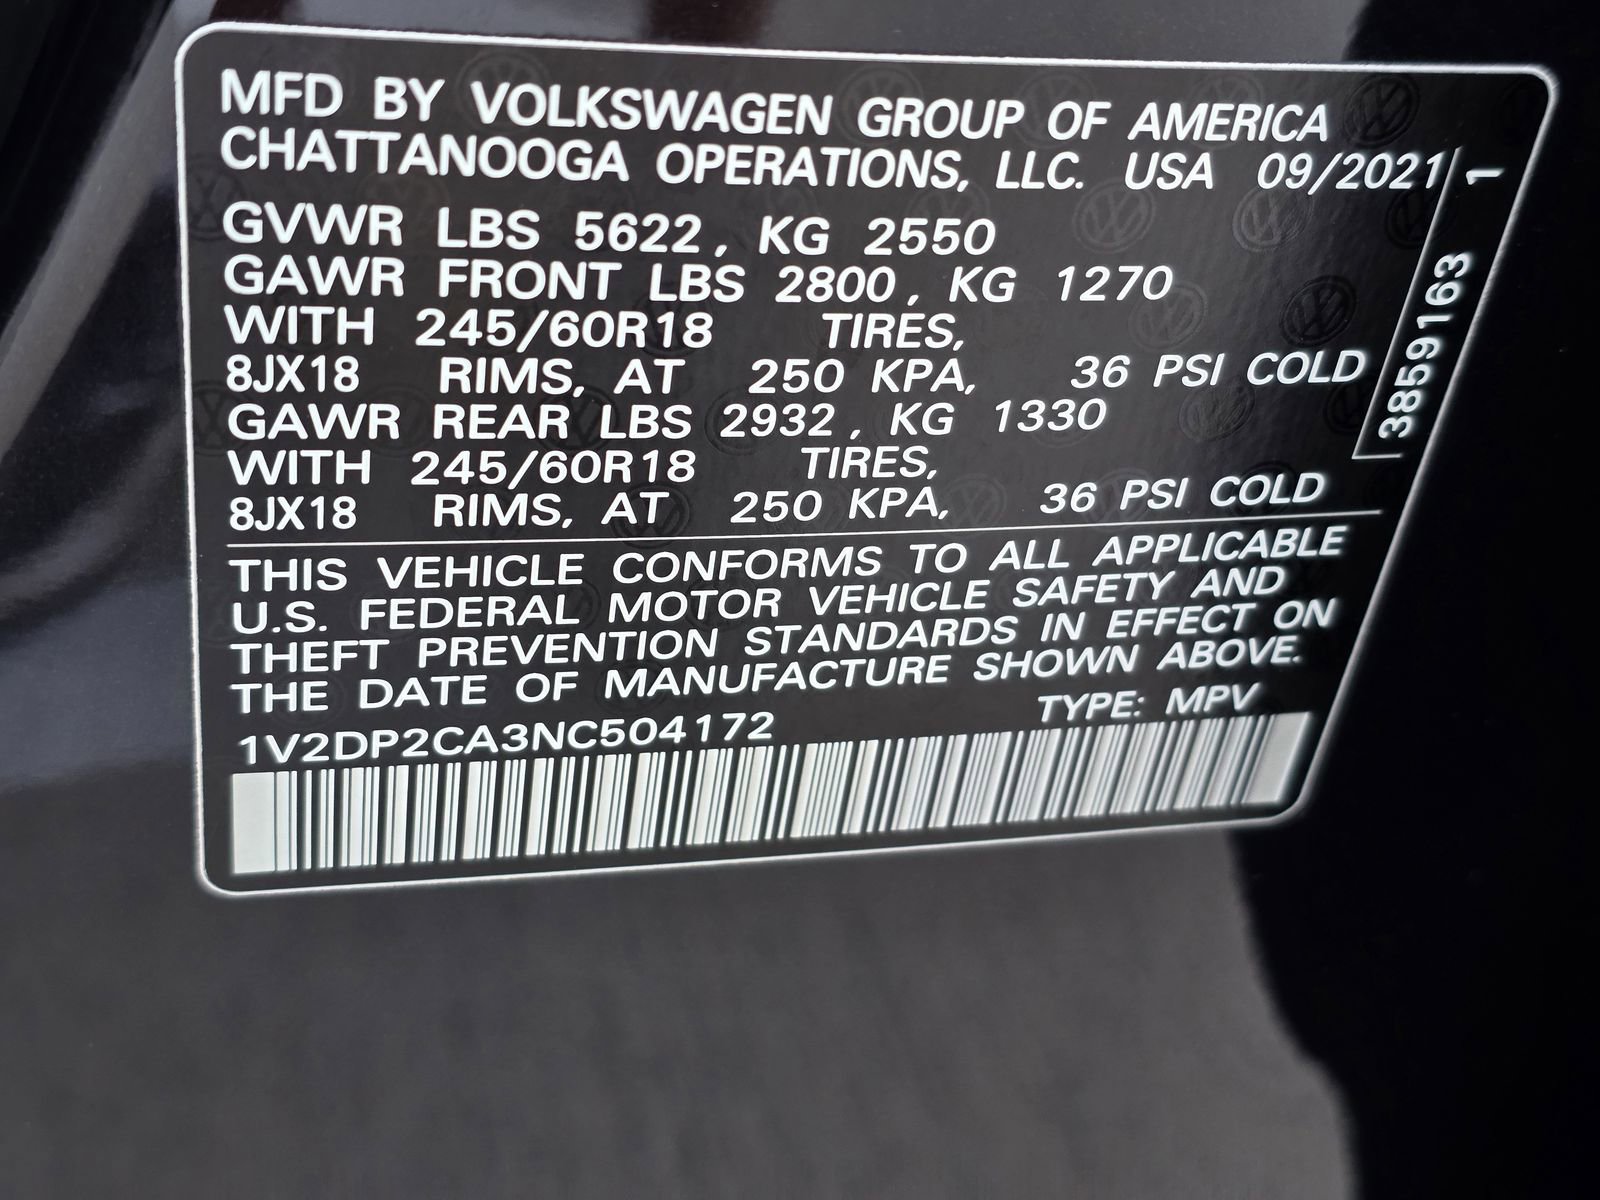 MFD BY VOLKSWAGEN GROUP OF AMERICA
CHATTANOOGA OPERATIONS, LLC. USA 09/2021
GVWR LBS 5622, KG 2550
GAWR FRONT LBS 2800, KG 1270
WITH 245/60R18 TIRES,
8JX18 RIMS, AT 250 KPA, 36 PSI COLD
GAWR REAR LBS 2932, KG 1330
WITH 245/60R18 TIRES,
8JX18 RIMS, AT 250 KPA, 36 PSI COLD
THIS VEHICLE CONFORMS TO ALL APPLICABLE
U.S. FEDERAL MOTOR VEHICLE SAFETY AND
THEFT PREVENTION STANDARDS IN EFFECT ON
THE DATE OF MANUFACTURE SHOWN ABOVE.
1V2DP2CA3NC504172 TYPE: MPV
3859163 1